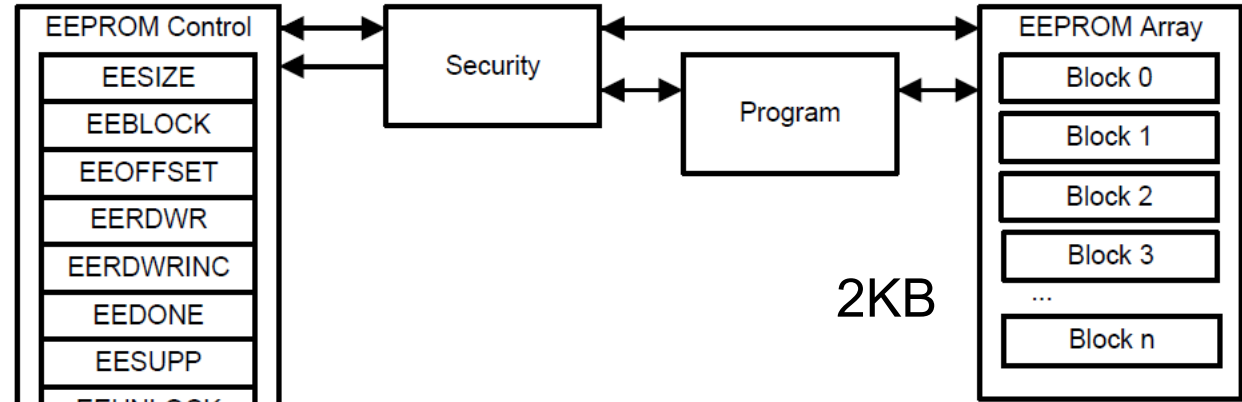 EEPROM Control
EESIZE
EEBLOCK
EEOFFSET
EERDWR
EERDWRINC
EEDONE
EESUPP
Security
Program
2KB
EEPROM Array
Block 0
Block 1
Block 2
Block 3
...
Block n